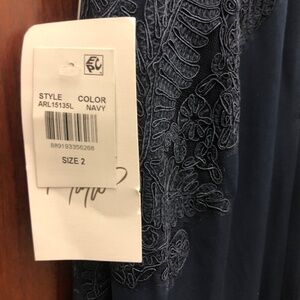 STYLE COLOR
ARL15135L NAVY
889193356268
SIZE 2